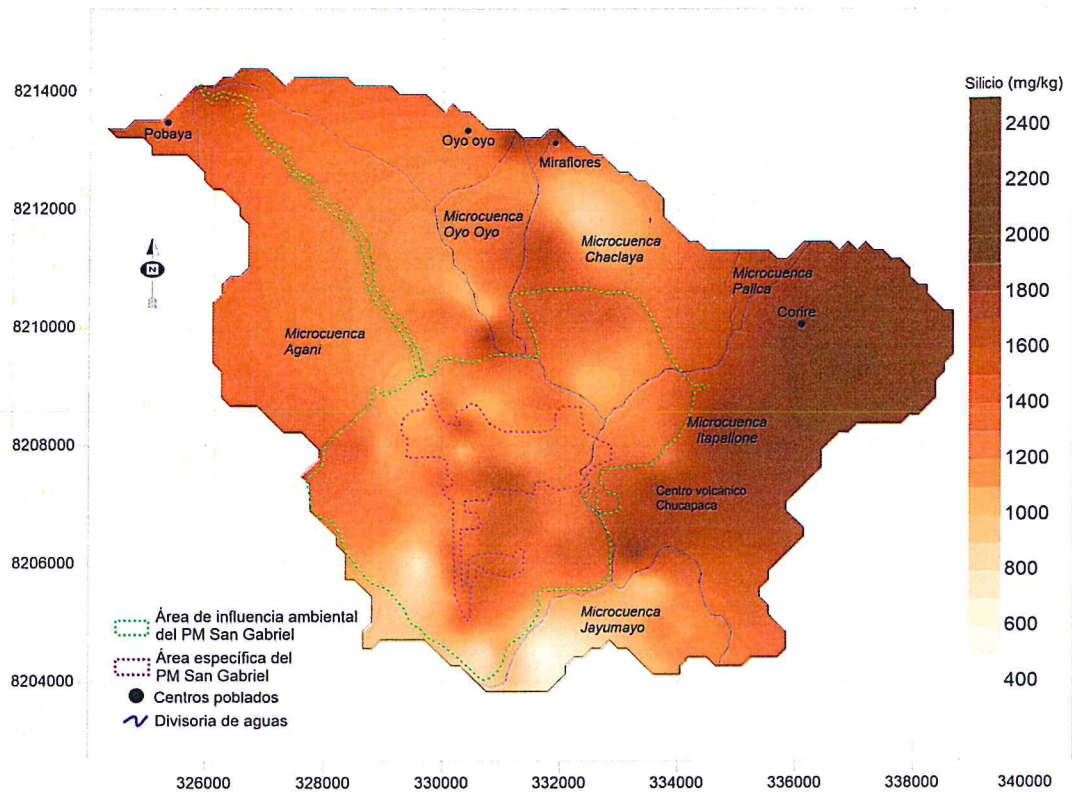 Silicio (mg/kg)
8214000
8212000
8210000
8208000
8206000
8204000
326000
328000
330000
332000
334000
336000
338000
340000
2400
2200
2000
1800
1600
1400
1200
1000
800
600
400
Pobaya
Oyo oyo
Miraflores
Microcuenca
Oyo Oyo
Microcuenca
Chaclaya
Microcuenca
Pallca
Corire
Microcuenca
Agani
Microcuenca
Itapallone
Centro volcánico
Chucapaca
Microcuenca
Jayumayo
N
Área de influencia ambiental
del PM San Gabriel
Área específica del
PM San Gabriel
Centros poblados
Divisoria de aguas